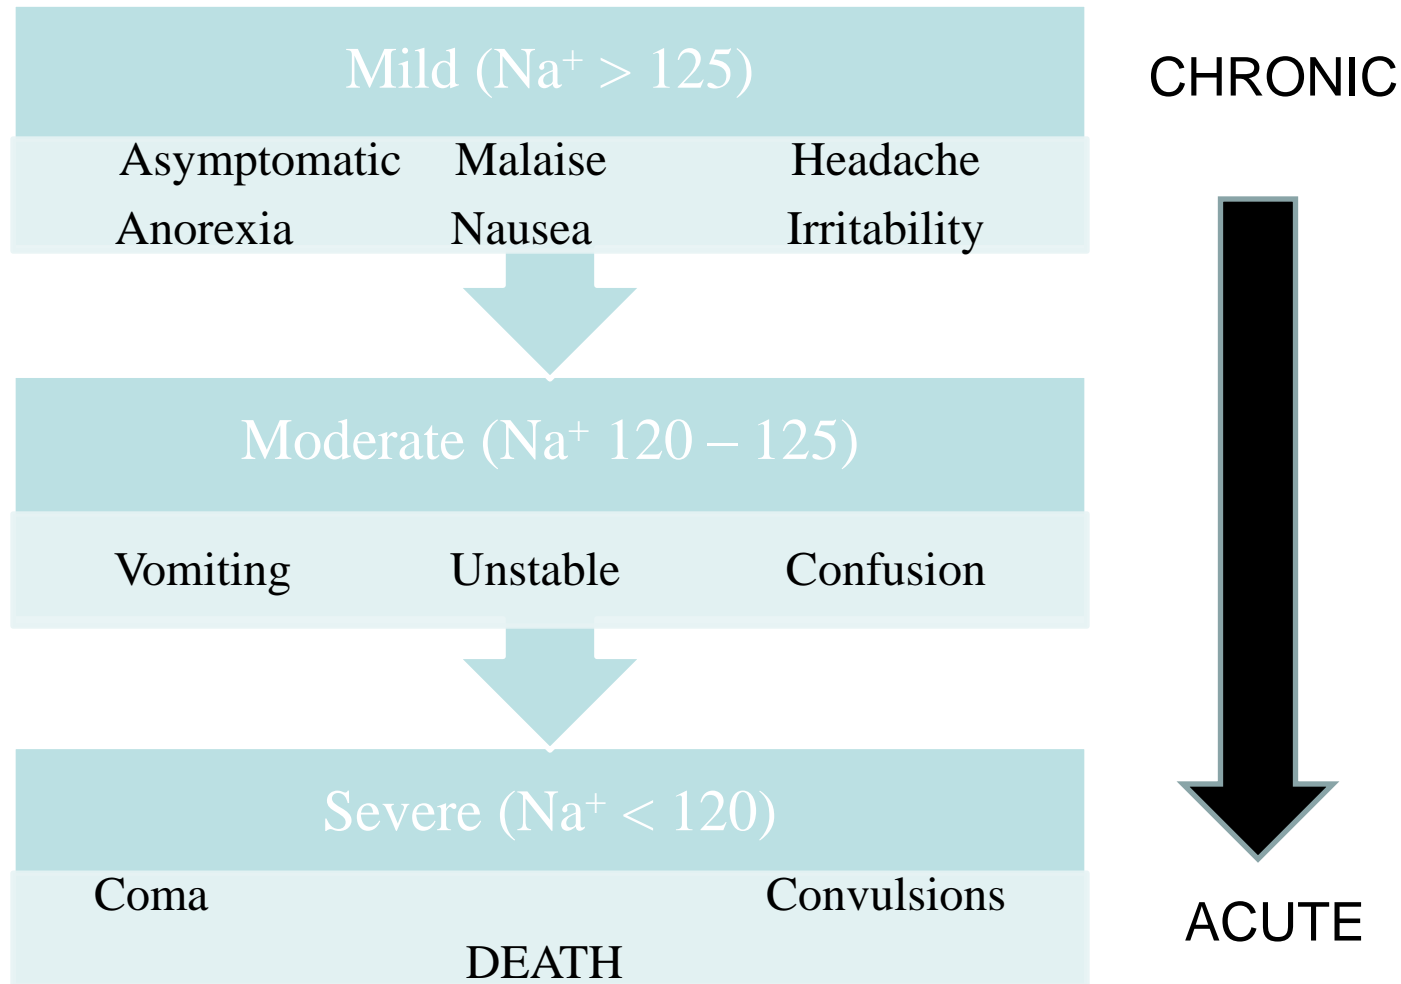 Mild (Na⁺ > 125)
CHRONIC
Asymptomatic Malaise Headache
Anorexia Nausea Irritability
Moderate (Na⁺ 120 – 125)
Vomiting Unstable Confusion
Severe (Na⁺ < 120)
Coma Convulsions
ACUTE
DEATH